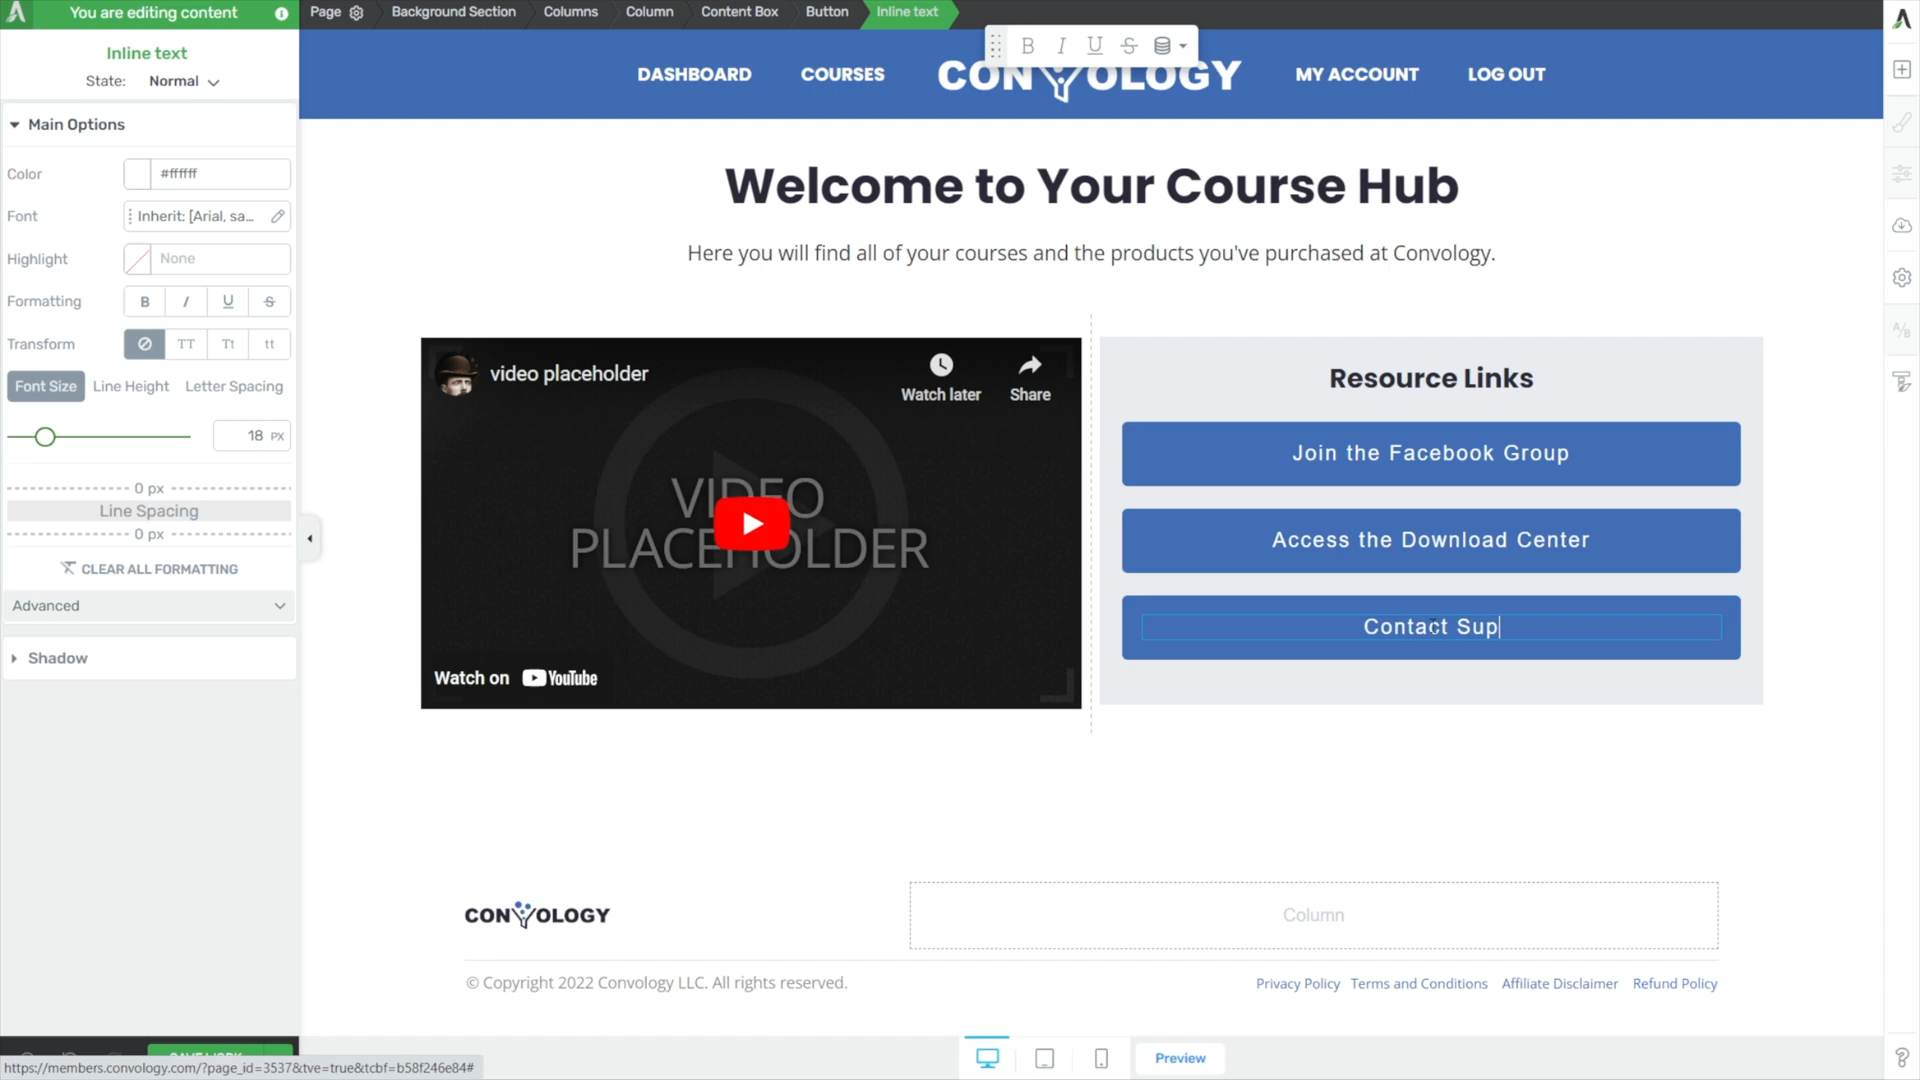 You are editing content
Page
Background Section
Columns
Column
Content Box
Button
Inline text
Inline text
State: Normal
B I U S
DASHBOARD
COURSES
CONVOLOGY
MY ACCOUNT
LOG OUT
Main Options
Color #ffffff
Font Inherit: [Arial, sa...
Highlight None
Formatting B I U S
Transform TT Tt tt
Font Size Line Height Letter Spacing
18 PX
0 px
Line Spacing
0 px
CLEAR ALL FORMATTING
Advanced
Shadow
Welcome to Your Course Hub
Here you will find all of your courses and the products you've purchased at Convology.
video placeholder
Watch later
Share
VIDEO
PLACEHOLDER
Watch on YouTube
Resource Links
Join the Facebook Group
Access the Download Center
Contact Sup
A/B
CONVOLOGY
Column
© Copyright 2022 Convology LLC. All rights reserved.
Privacy Policy Terms and Conditions Affiliate Disclaimer Refund Policy
SAVE WORK
https://members.convology.com/?page_id=3537&tve=true&tcbf=b58f246e84#
Preview